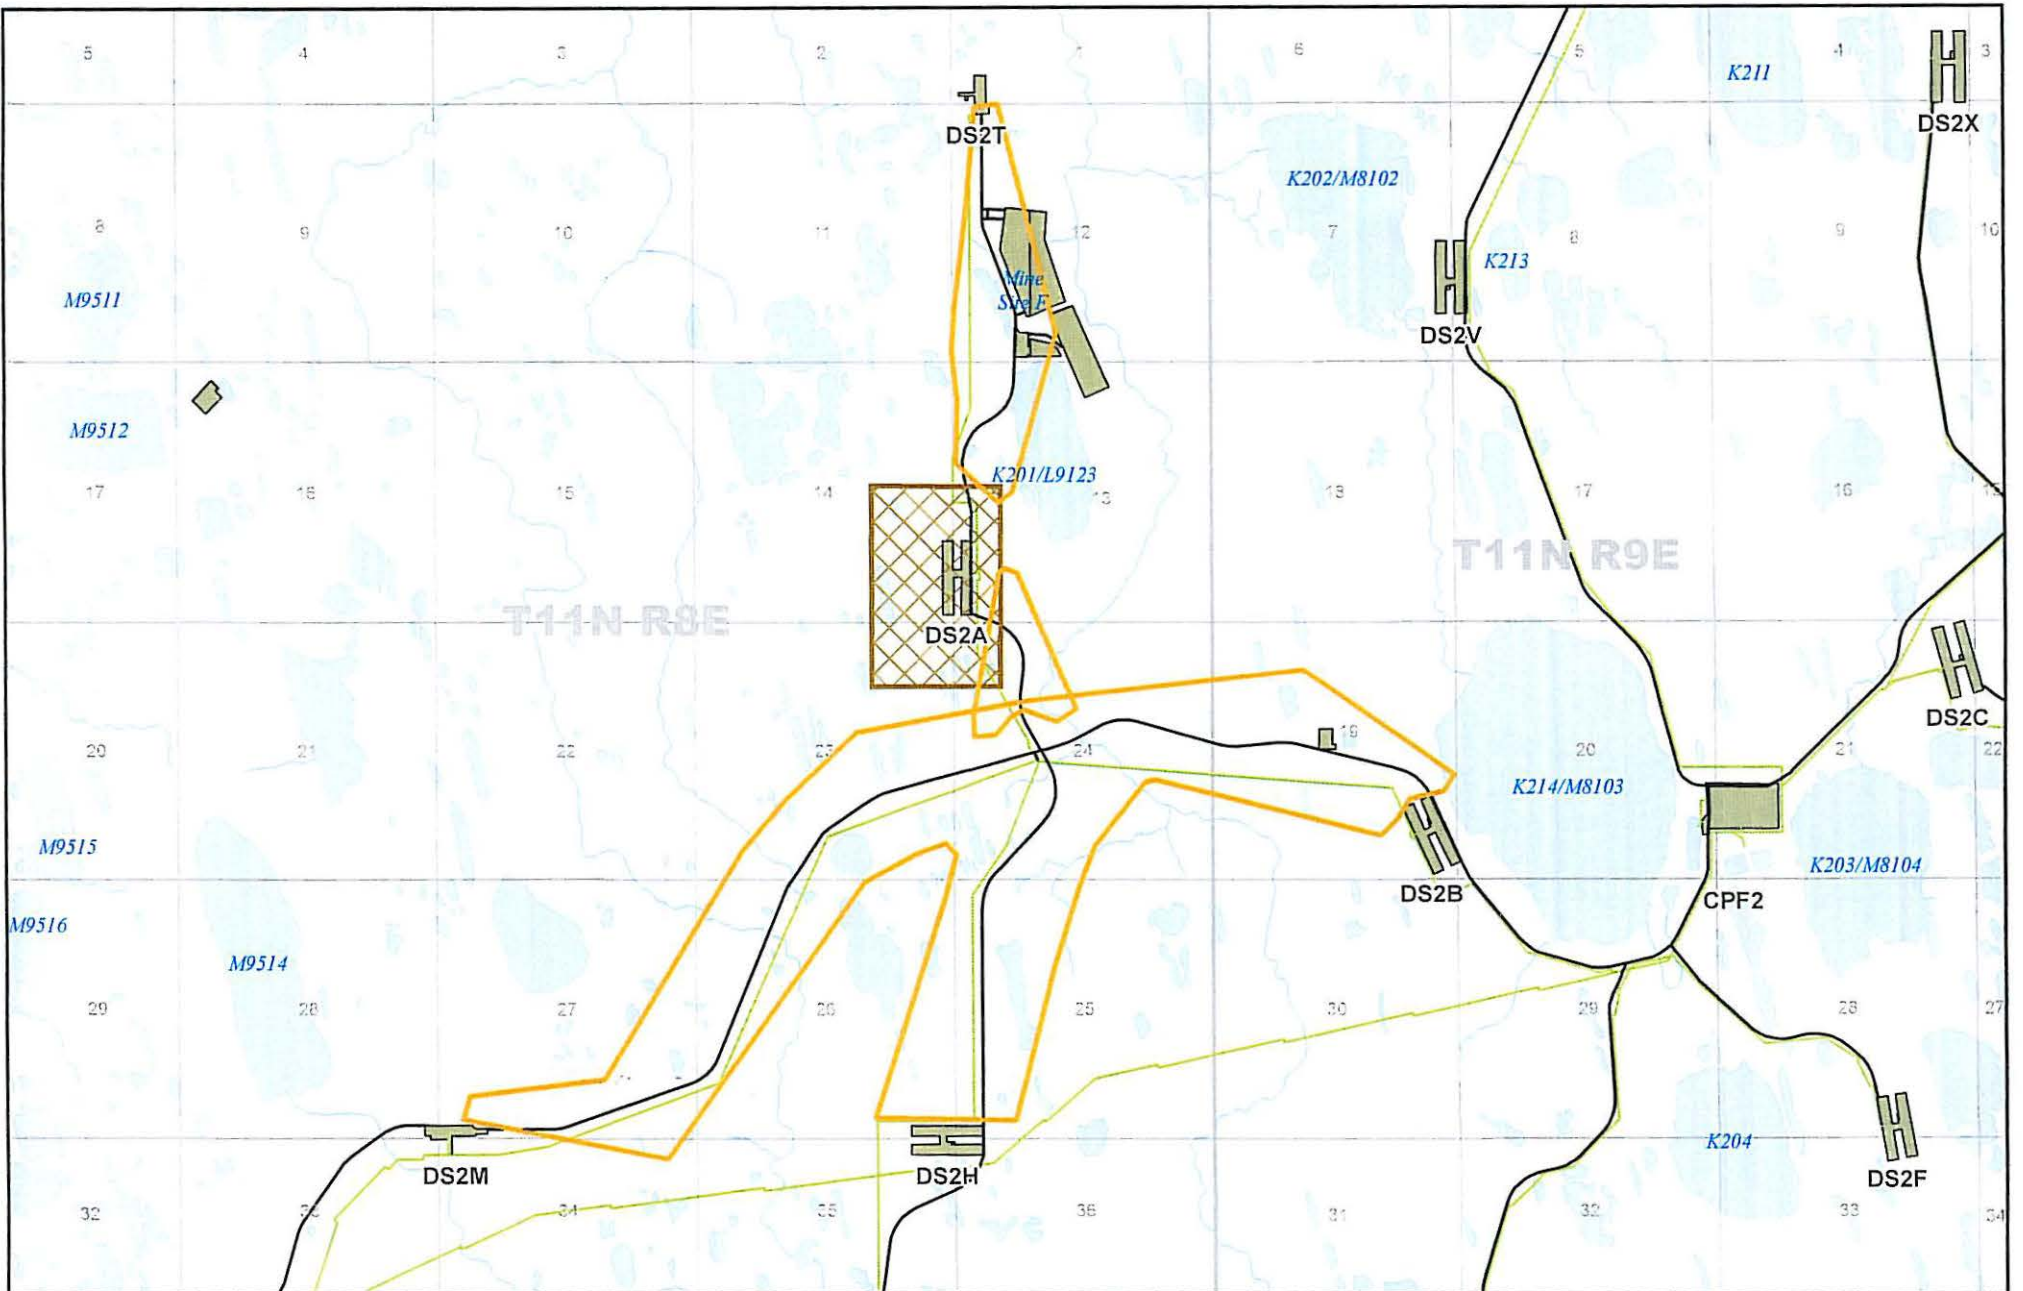 5 4 3 2 1 6 5 4 3
K211
DS2X
DS2T
K202/M8102
8 9 10 11 12 7 8 9 10
K213
Mine
Site F
M9511
DS2V
M9512
K201/L9123
17 16 15 14 13 18 17 16 15
T11N R9E
T11N R8E
DS2A
DS2C
20 21 22 23 24 19 20 21 22
K214/M8103
M9515
K203/M8104
DS2B
CPF2
M9516
M9514
29 28 27 26 25 30 29 28 27
K204
DS2M
DS2H
DS2F
32 33 34 35 36 31 32 33 34